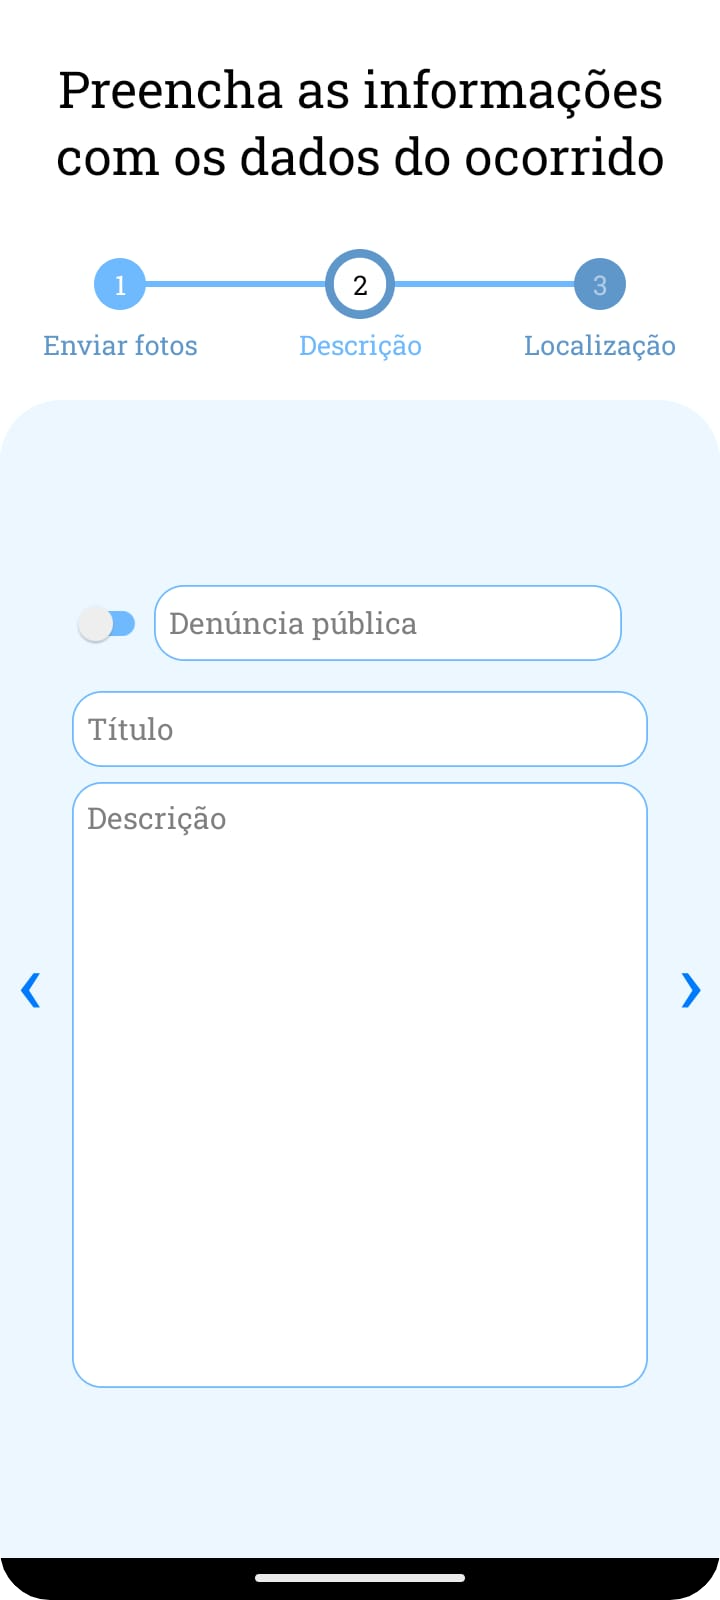 Preencha as informações
com os dados do ocorrido
1 2 3
Enviar fotos Descrição Localização
Denúncia pública
Título
Descrição
‹ ›